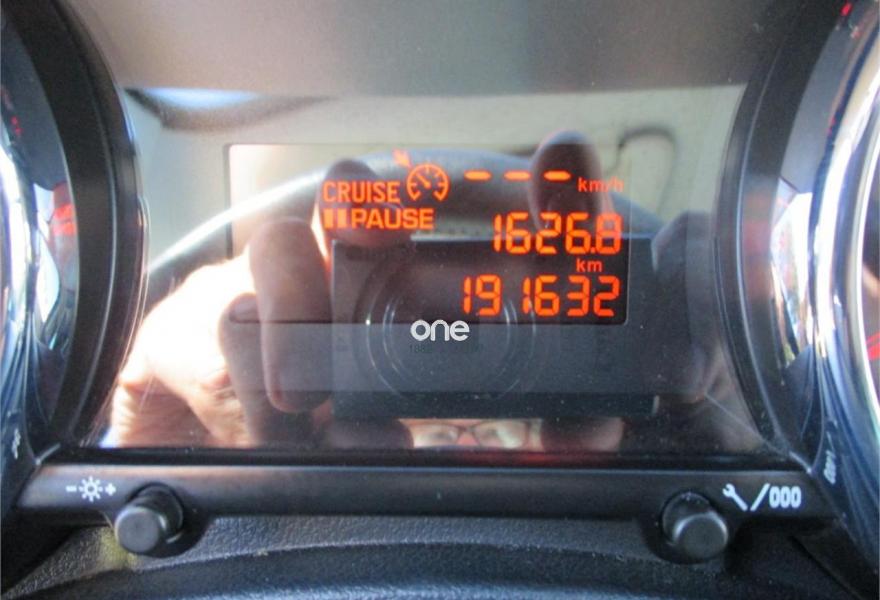 CRUISE --- km/h
PAUSE 1626.8
km
191632
one
- + /000